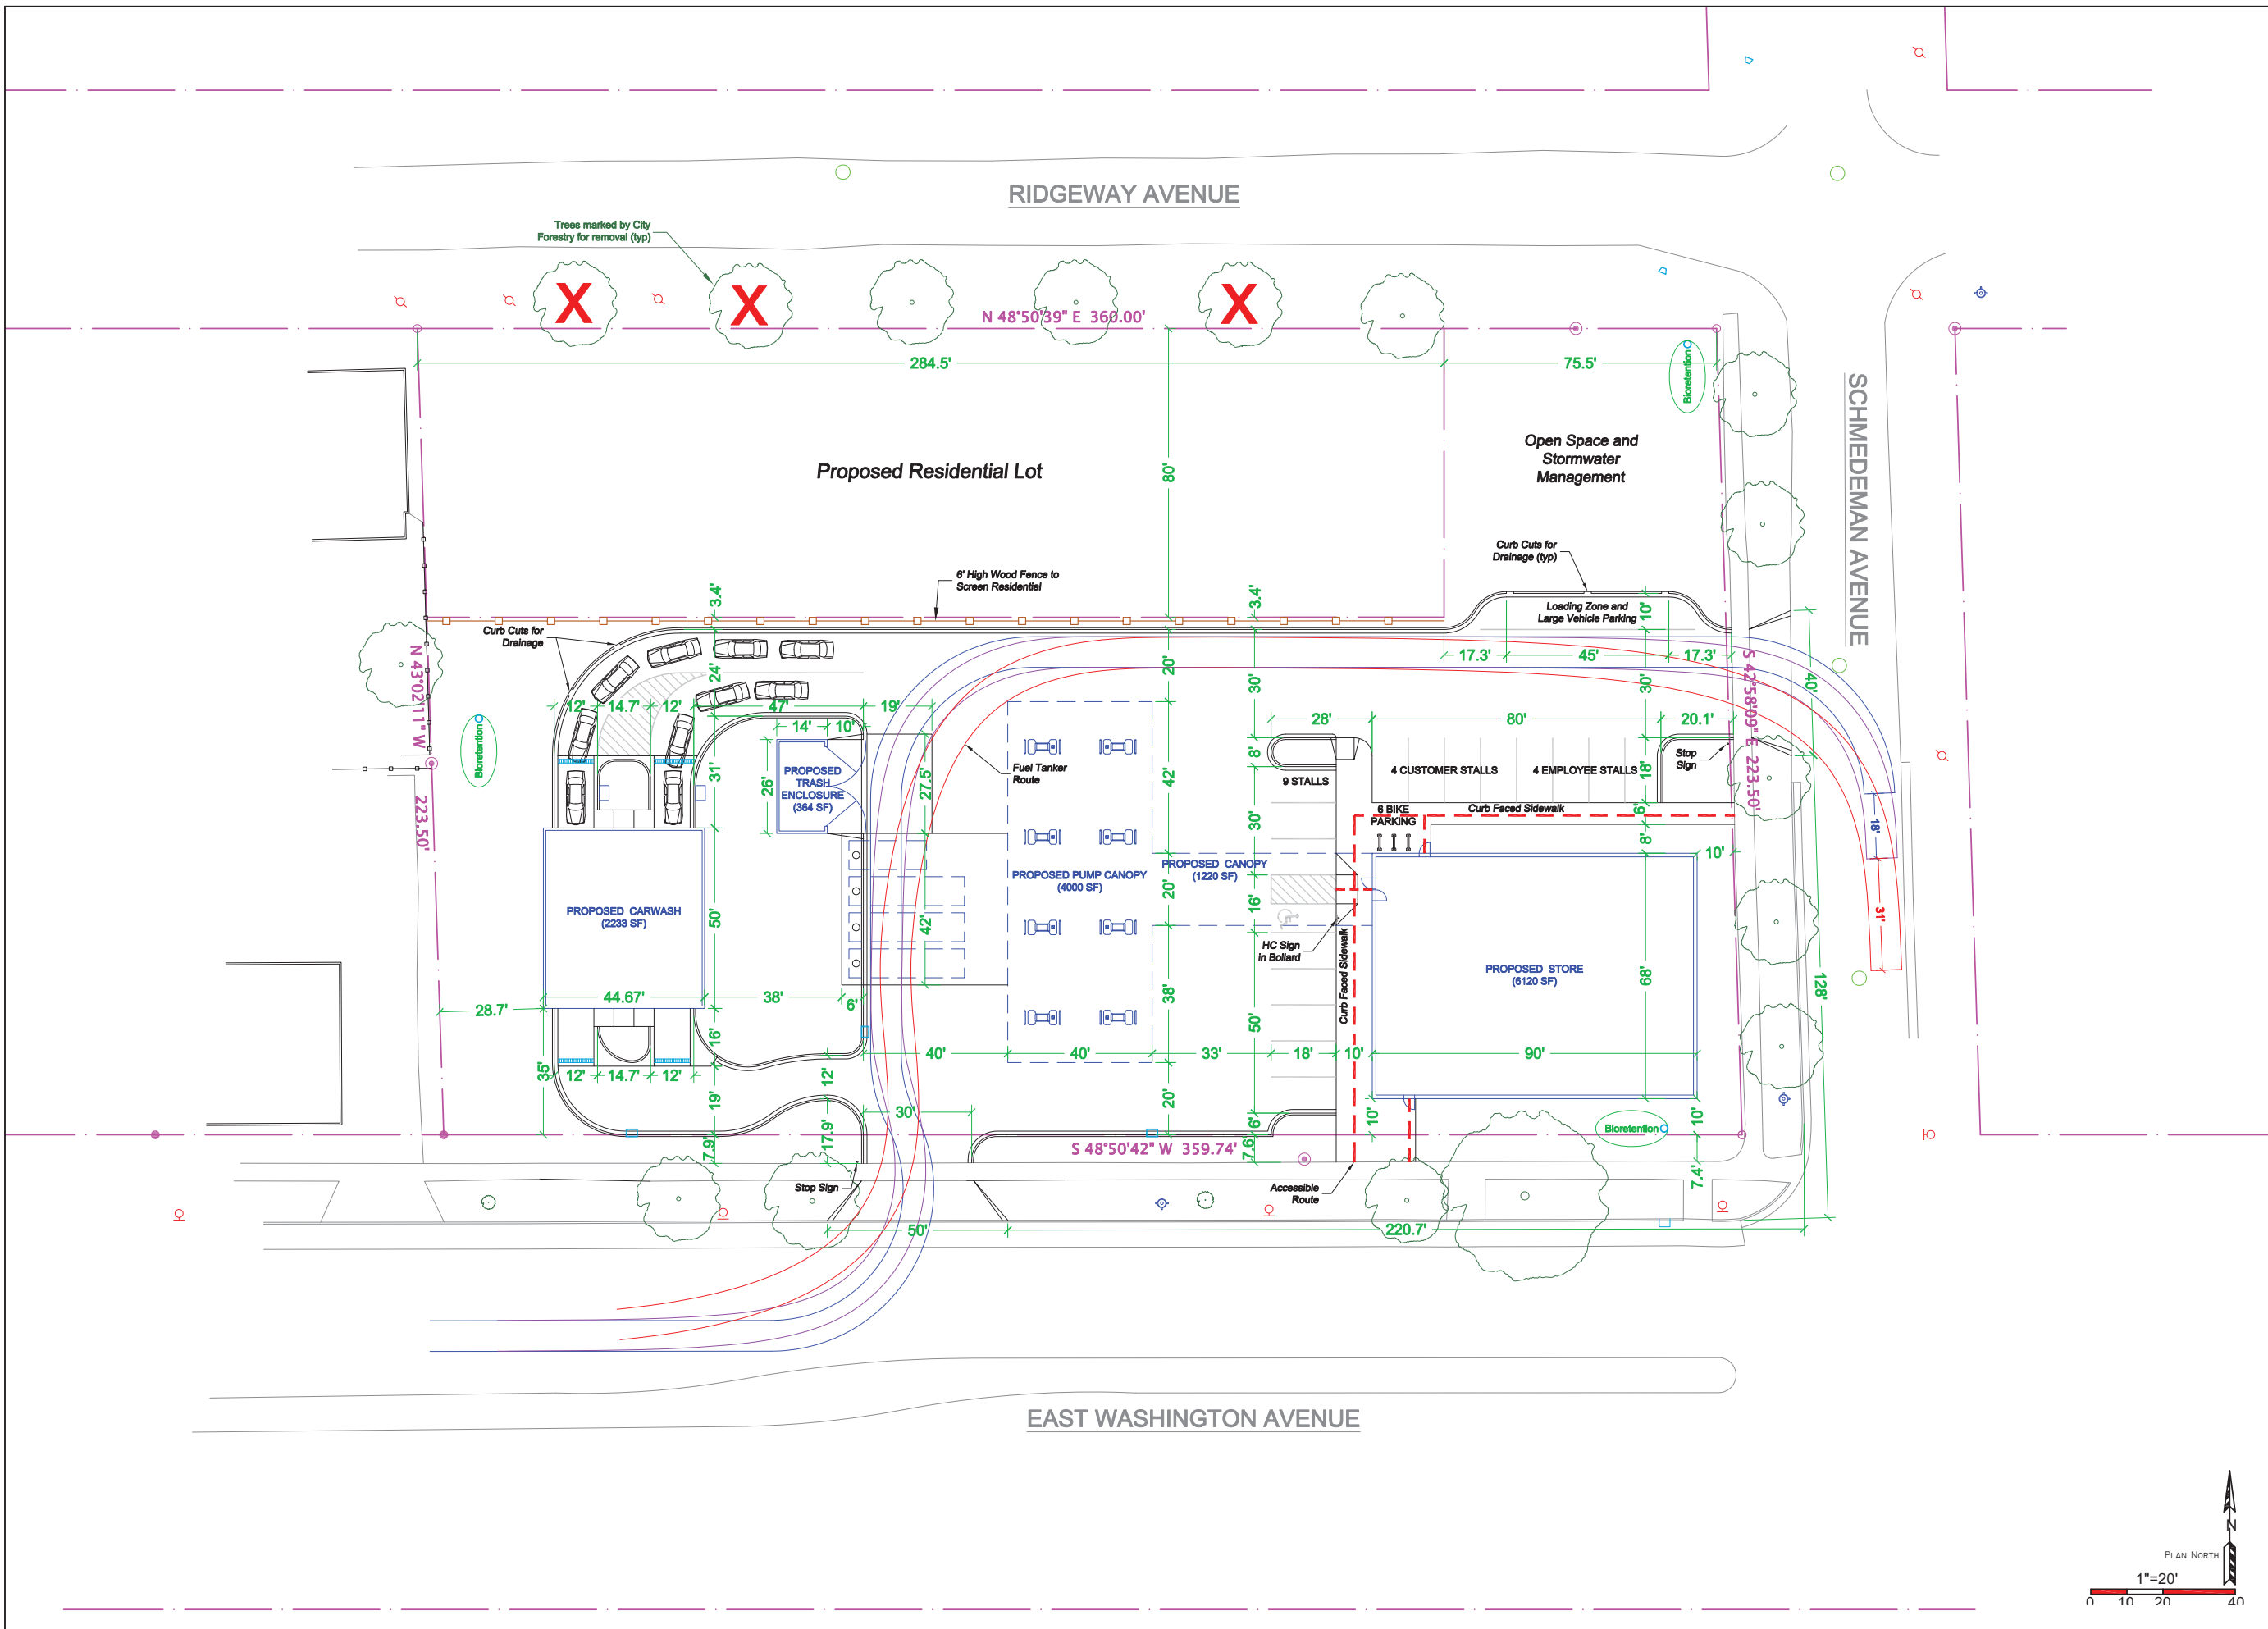 RIDGEWAY AVENUE
Trees marked by City
Forestry for removal (typ)
X
X
X
N 48°50'39" E 360.00'
284.5'
75.5'
Bioretention
SCHMEDEMAN AVENUE
Proposed Residential Lot
80'
Open Space and
Stormwater
Management
Curb Cuts for
Drainage (typ)
6' High Wood Fence to
Screen Residential
3.4'
3.4'
10'
Loading Zone and
Large Vehicle Parking
Curb Cuts for
Drainage
N 43°02'11" W
223.50'
24'
20'
30'
17.3'
45'
17.3'
30'
S 42°58'09" E 223.50'
40'
12'
14.7'
12'
47'
19'
14'
10'
28'
80'
20.1'
Bioretention
31'
26'
PROPOSED
TRASH
ENCLOSURE
(364 SF)
27.5'
Fuel Tanker
Route
42'
8'
9 STALLS
4 CUSTOMER STALLS
4 EMPLOYEE STALLS
18'
Stop
Sign
6 BIKE
PARKING
Curb Faced Sidewalk
6'
30'
8'
10'
18'
31'
PROPOSED CARWASH
(2233 SF)
50'
42'
PROPOSED PUMP CANOPY
(4000 SF)
PROPOSED CANOPY
(1220 SF)
20'
16'
HC Sign
in Bollard
Curb Faced Sidewalk
PROPOSED STORE
(6120 SF)
68'
128'
28.7'
44.67'
38'
6'
38'
50'
16'
35'
12'
14.7'
12'
40'
40'
33'
18'
10'
90'
12'
19'
30'
20'
6'
10'
10'
Bioretention
7.9'
17.9'
S 48°50'42" W 359.74'
7.6'
7.4'
Stop Sign
Accessible
Route
50'
220.7'
EAST WASHINGTON AVENUE
N
PLAN NORTH
1"=20'
0 10 20 40